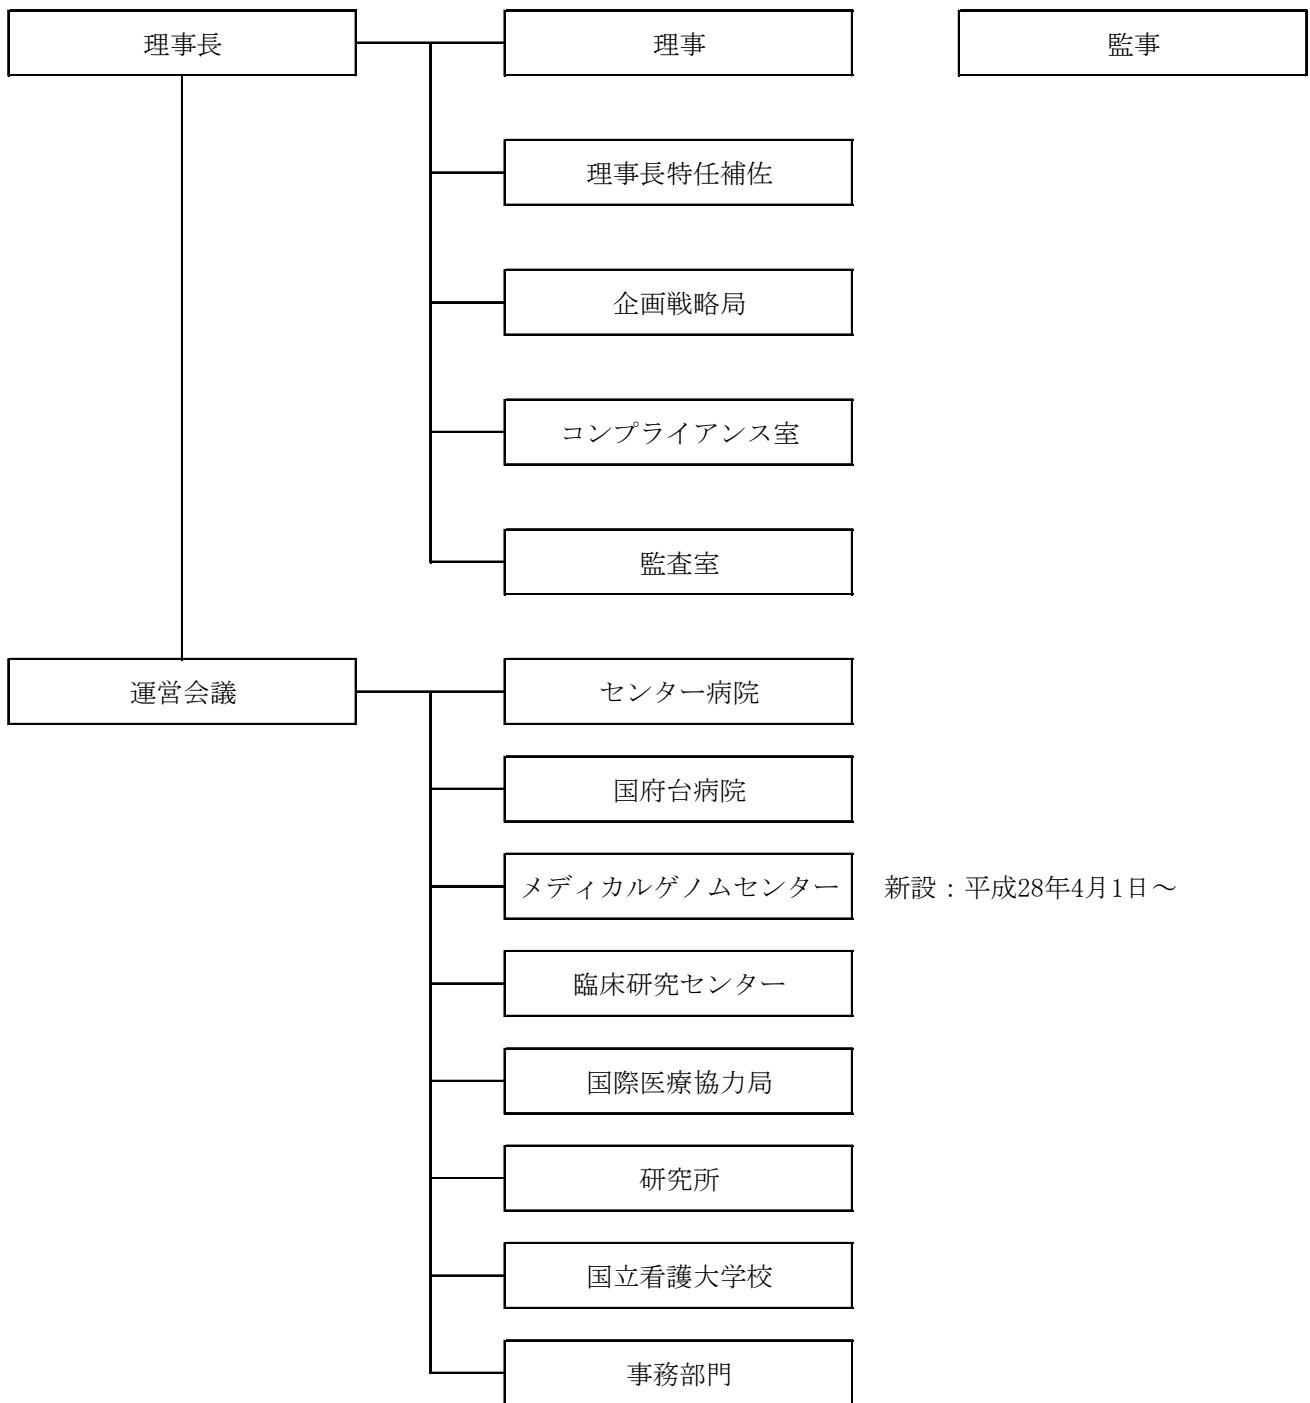 理事長
理事
監事
理事長特任補佐
企画戦略局
コンプライアンス室
監査室
運営会議
センター病院
国府台病院
メディカルゲノムセンター
新設：平成28年4月1日～
臨床研究センター
国際医療協力局
研究所
国立看護大学校
事務部門